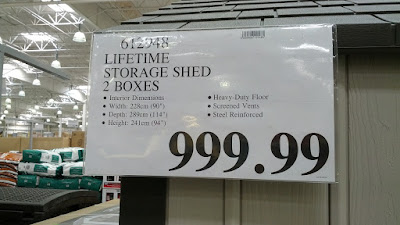 612948
LIFETIME
STORAGE SHED
2 BOXES
• Interior Dimensions
• Width: 228cm (90")
• Depth: 289cm (114")
• Height: 241cm (94")
• Heavy-Duty Floor
• Screened Vents
• Steel Reinforced
999.99